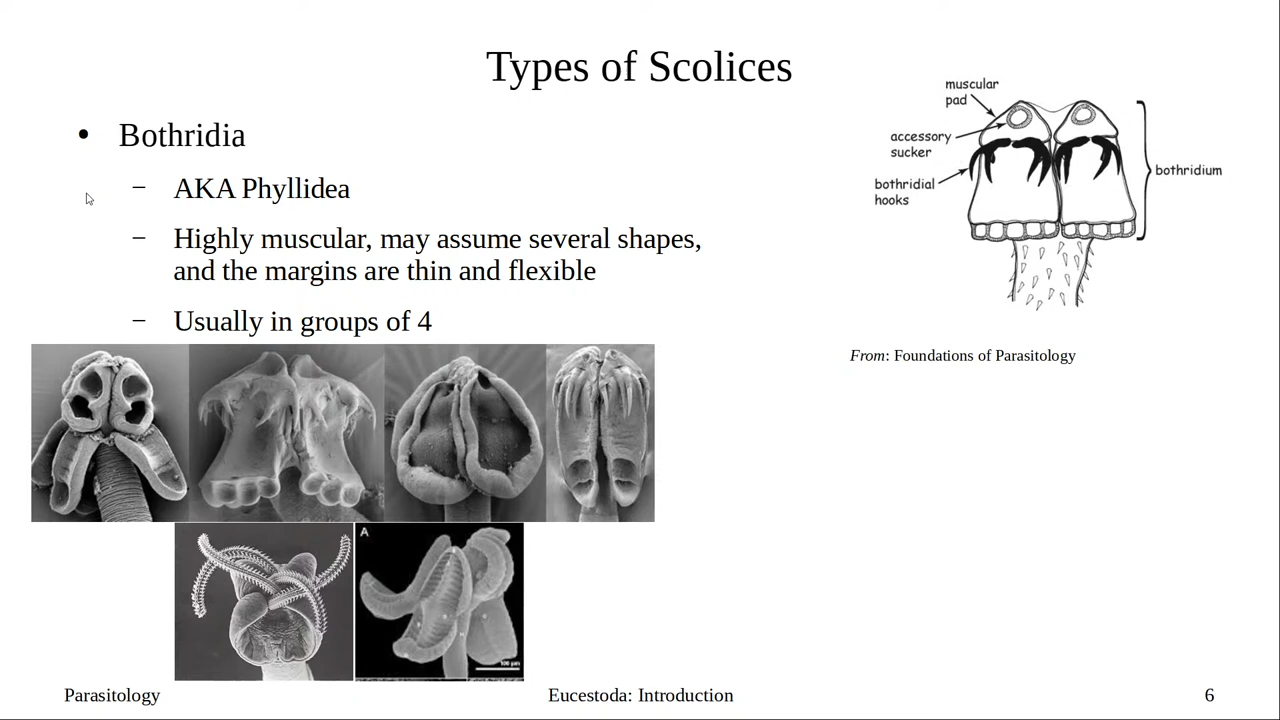 Types of Scolices
• Bothridia
– AKA Phyllidea
– Highly muscular, may assume several shapes,
and the margins are thin and flexible
– Usually in groups of 4
muscular
pad
accessory
sucker
bothridial
hooks
bothridium
From: Foundations of Parasitology
A
Parasitology
Eucestoda: Introduction
6